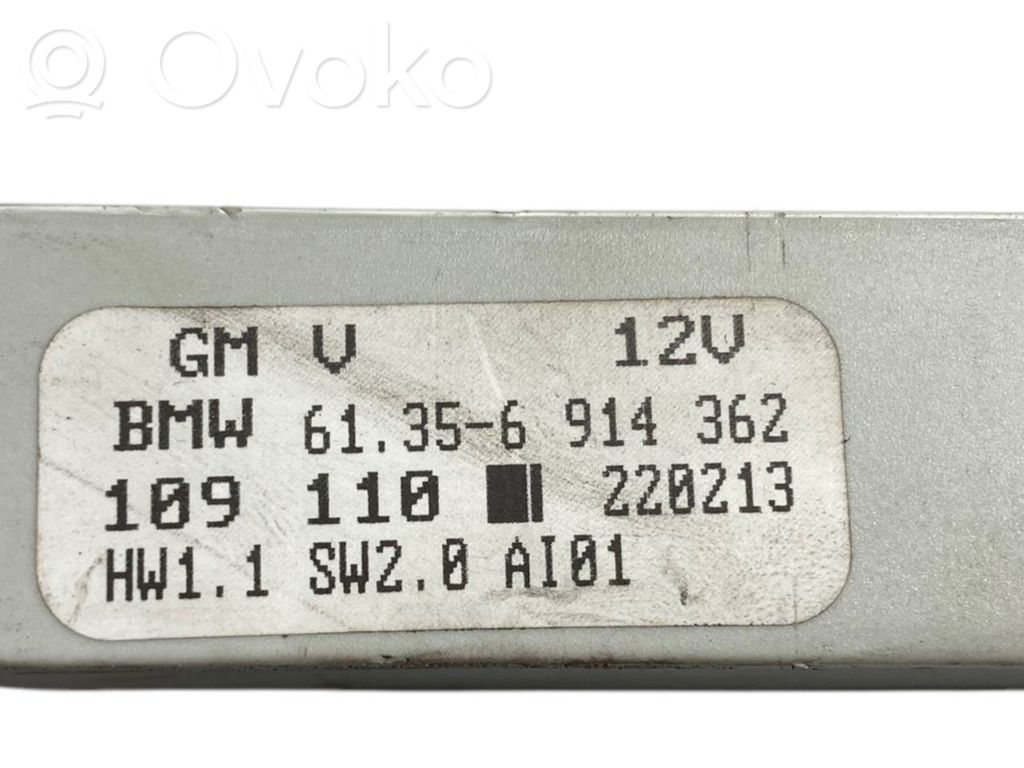 Ovoko
GM V 12V
BMW 61.35-6 914 362
109 110 220213
HW1.1 SW2.0 AI01